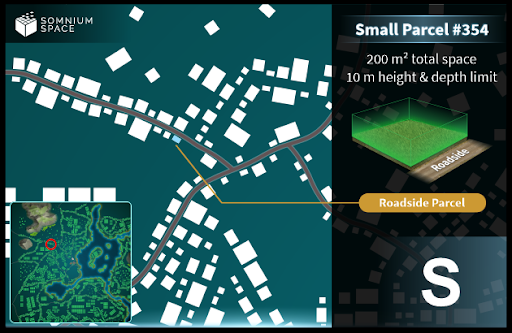 SOMNIUM
SPACE
Small Parcel #354
200 m² total space
10 m height & depth limit
Roadside
Roadside Parcel
S